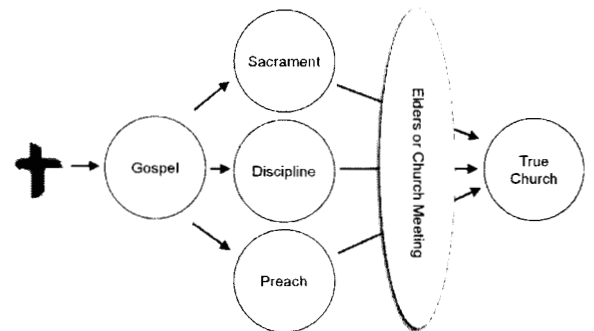 Sacrament
Gospel
Discipline
Preach
Elders or Church Meeting
True
Church